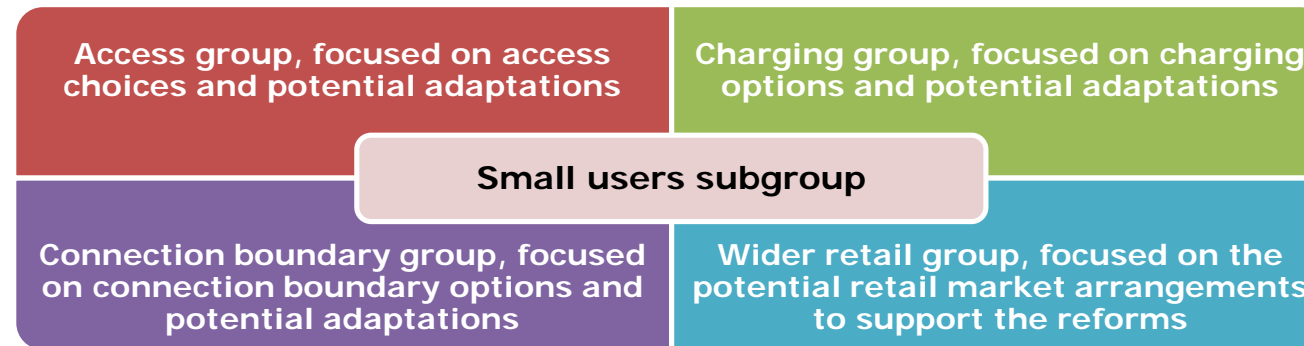 Access group, focused on access
choices and potential adaptations
Charging group, focused on charging
options and potential adaptations
Small users subgroup
Connection boundary group, focused
on connection boundary options and
potential adaptations
Wider retail group, focused on the
potential retail market arrangements
to support the reforms